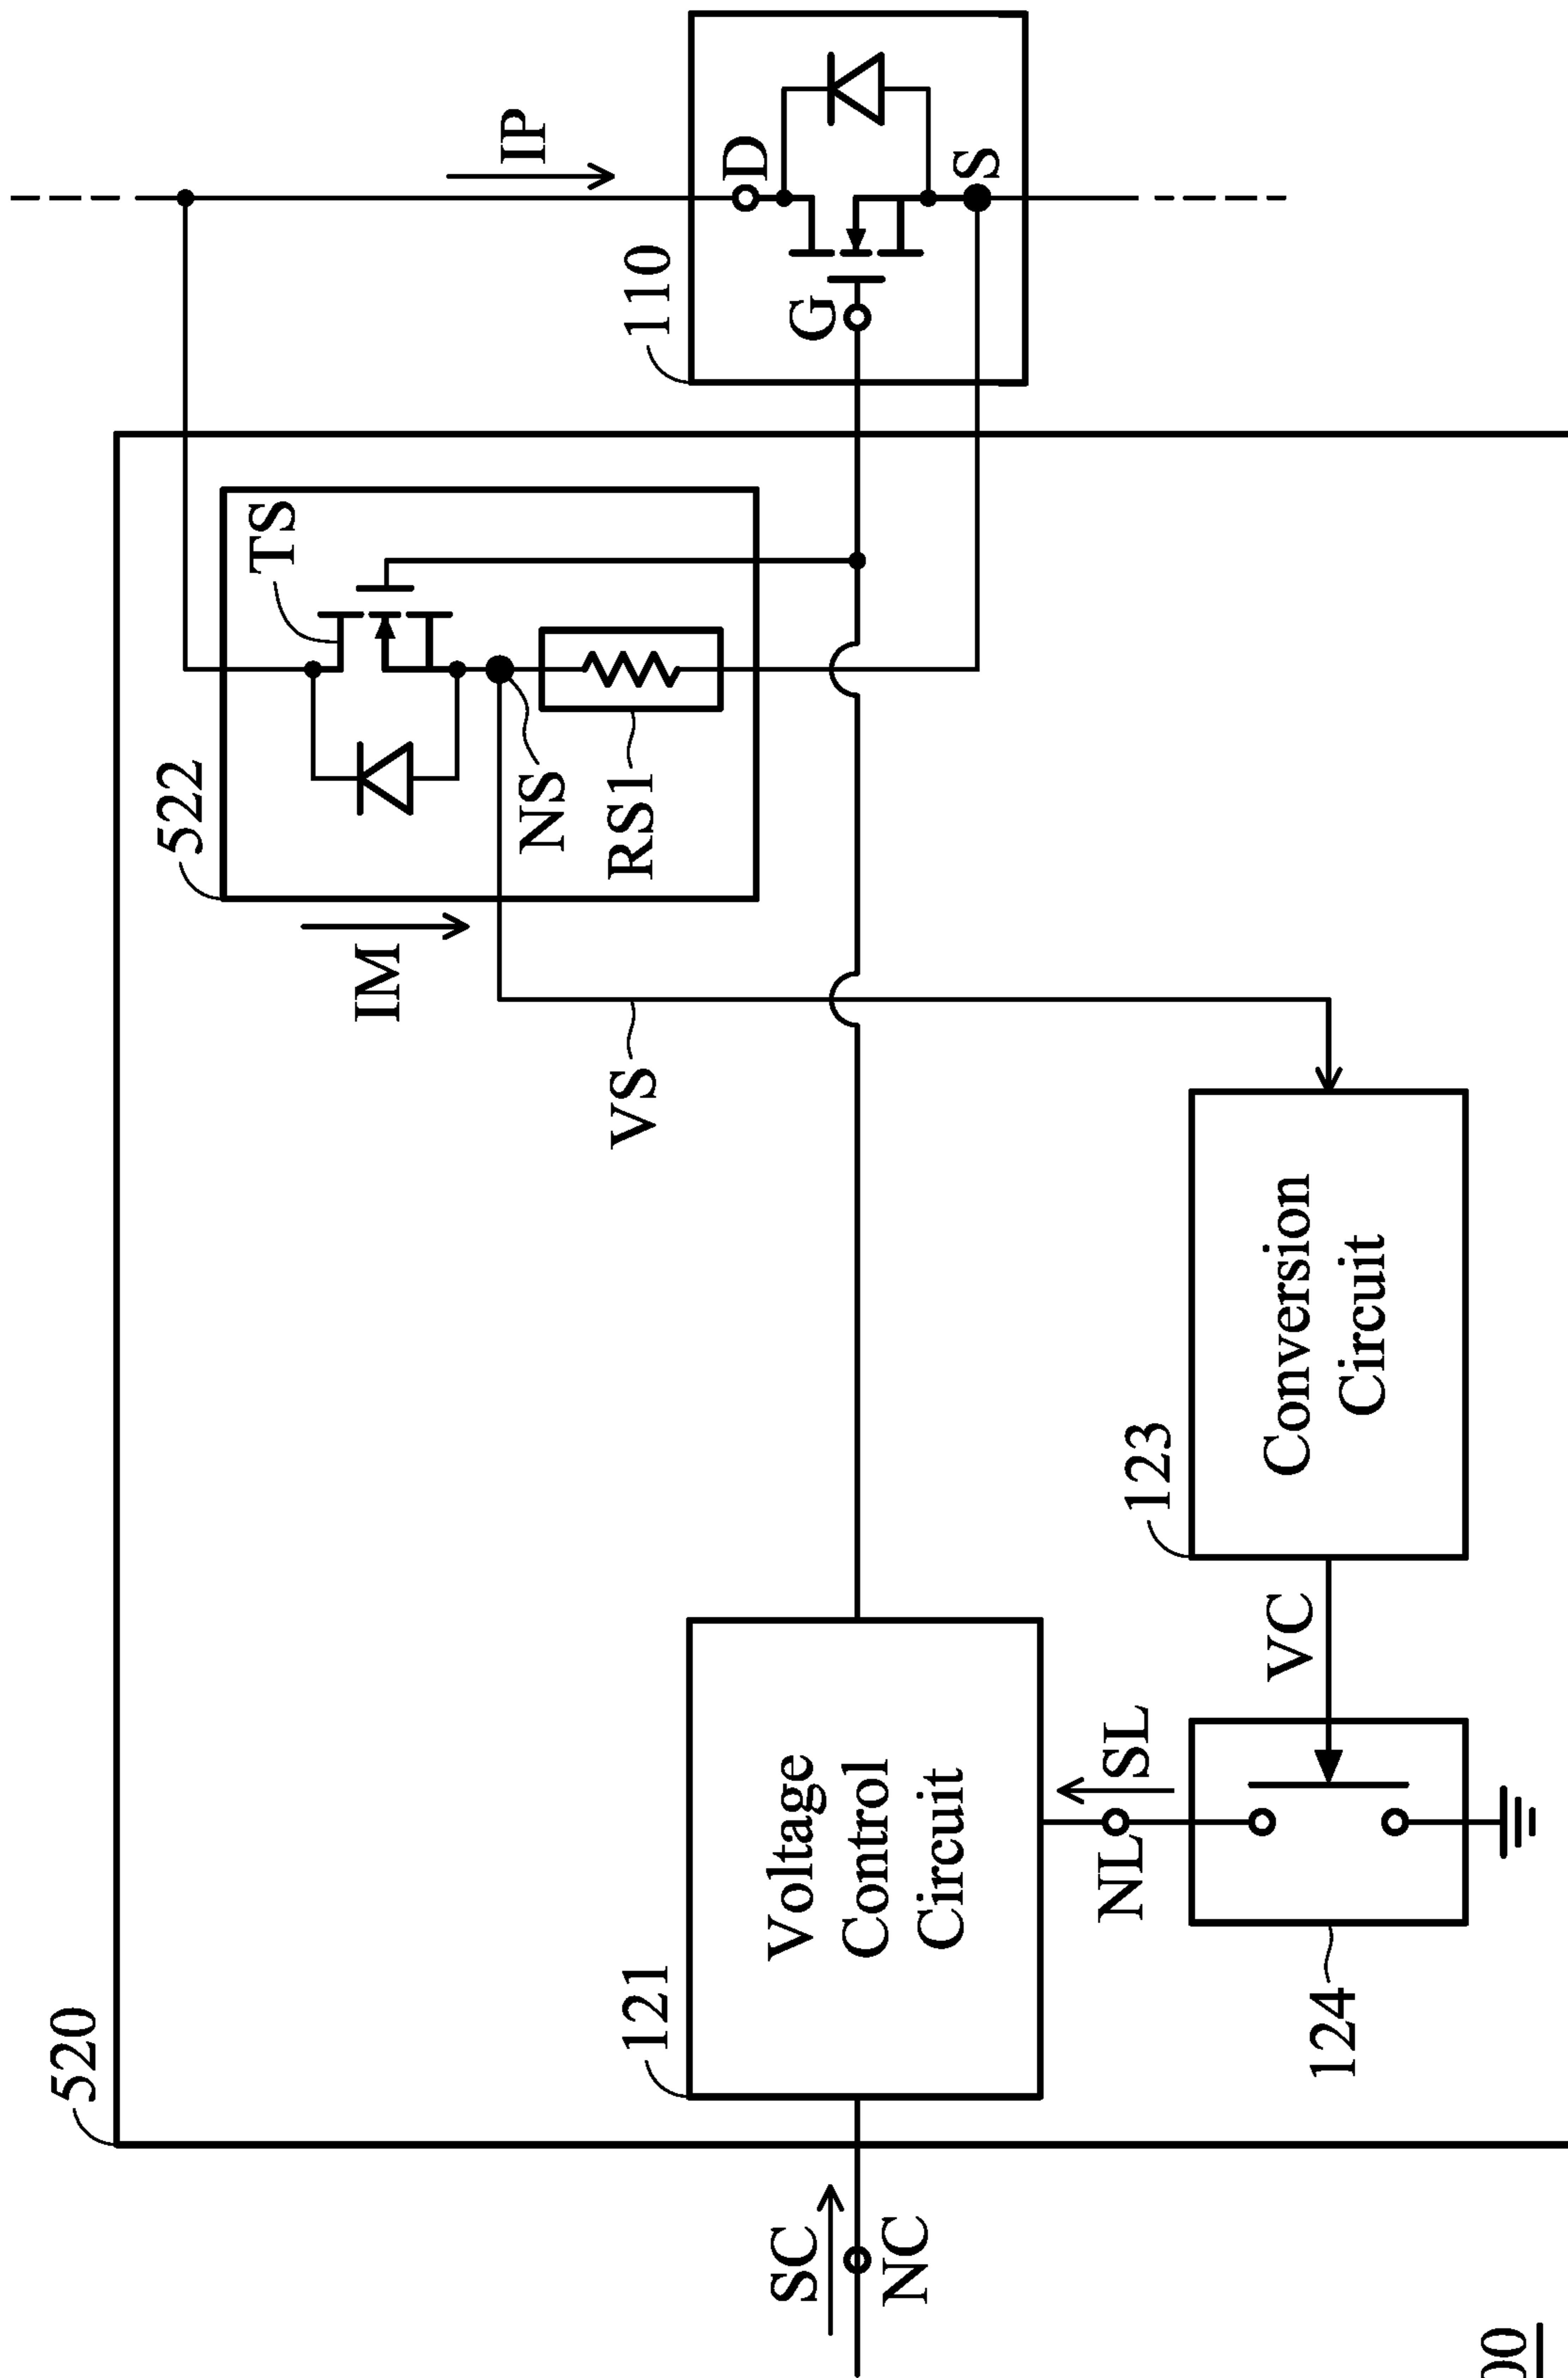 520
522
TS
IM
NS
RS1
VS
IP
110
D
G
S
121
Voltage
Control
Circuit
SC
NC
NL
SL
124
VC
123
Conversion
Circuit
00